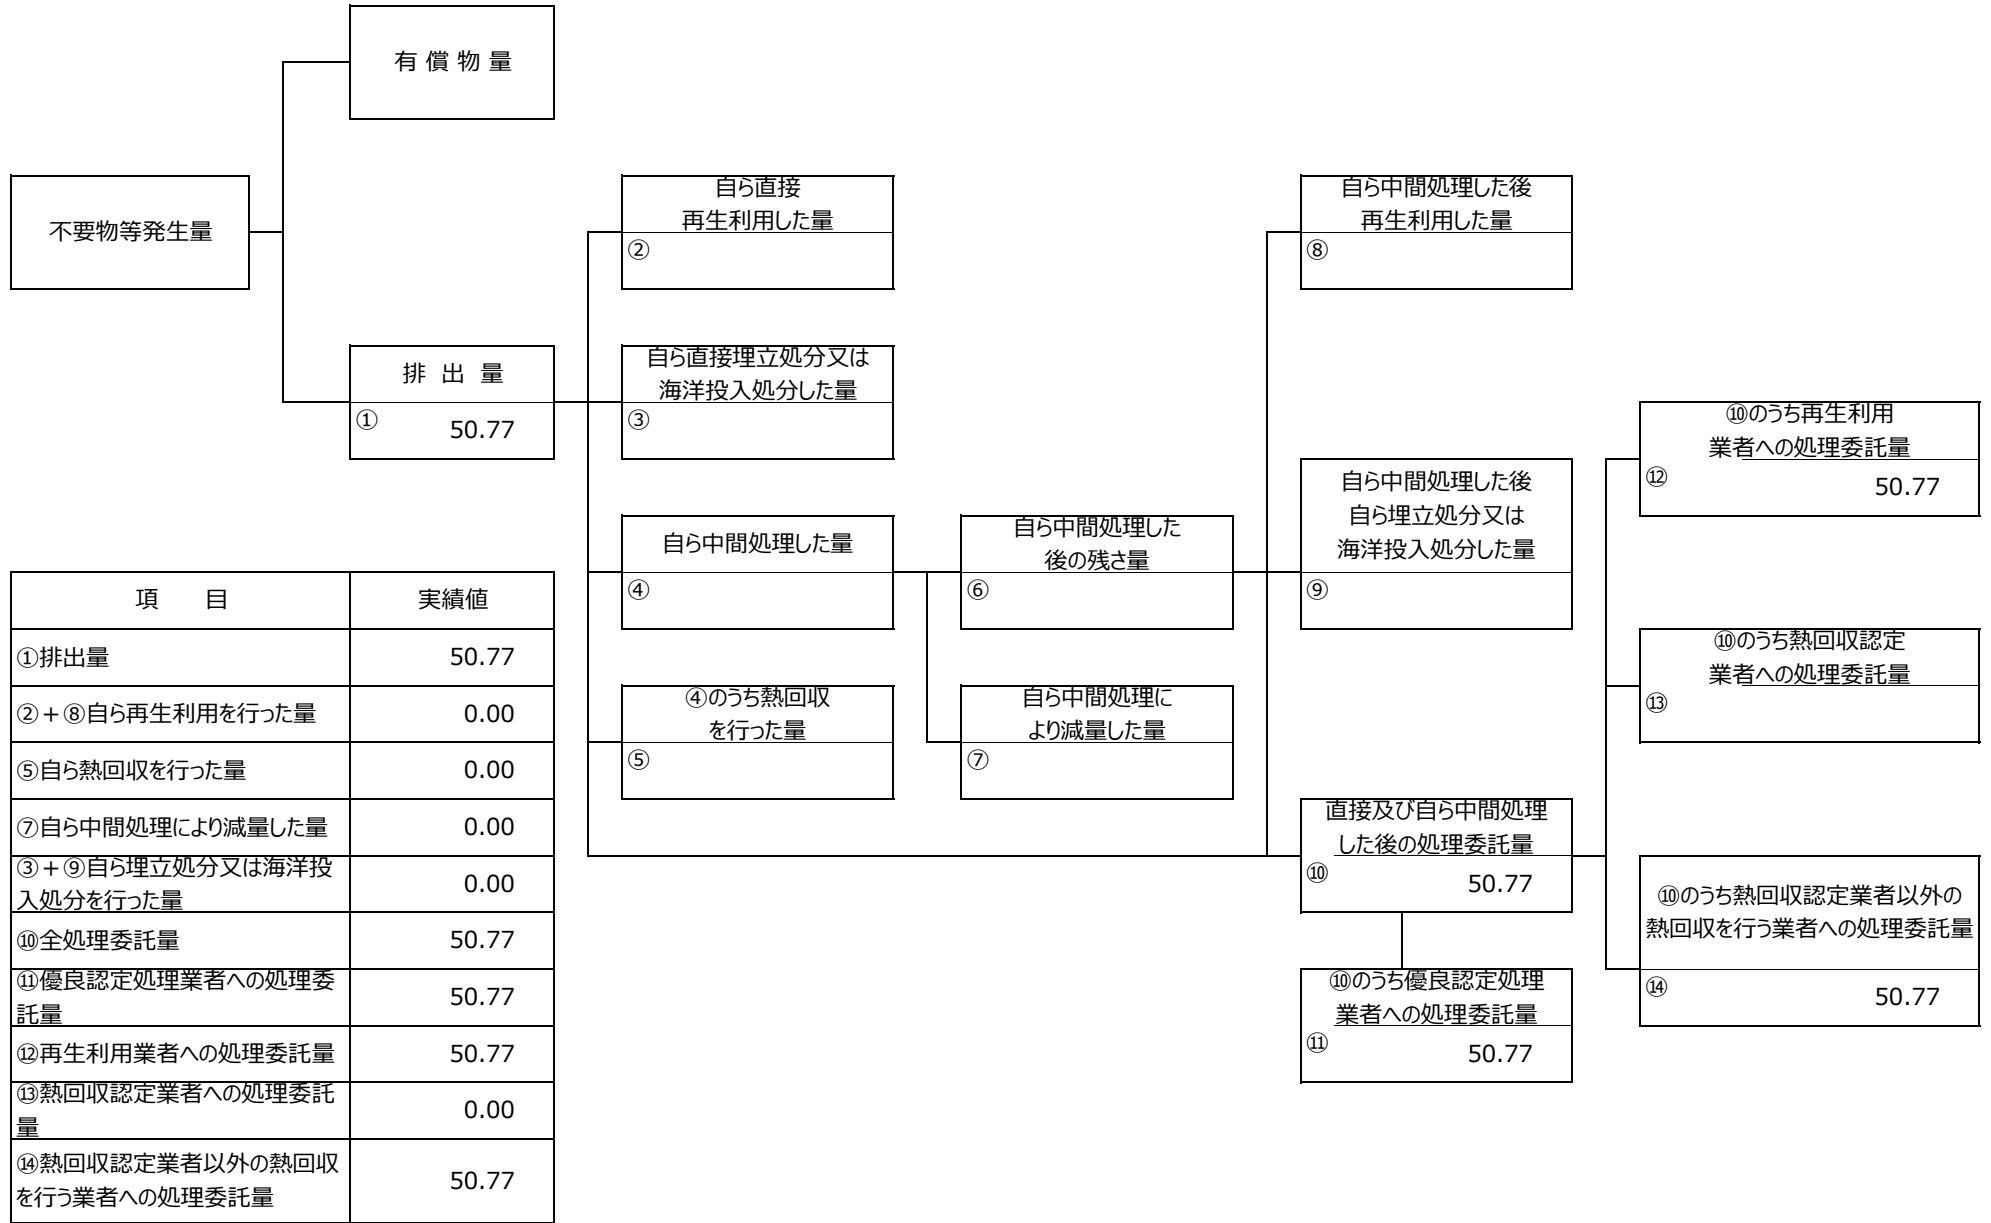 有 償 物 量
不要物等発生量
排 出 量
① 50.77
自ら直接
再生利用した量
②
自ら直接埋立処分又は
海洋投入処分した量
③
自ら中間処理した量
④
④のうち熱回収
を行った量
⑤
自ら中間処理した
後の残さ量
⑥
自ら中間処理に
より減量した量
⑦
自ら中間処理した後
再生利用した量
⑧
自ら中間処理した後
自ら埋立処分又は
海洋投入処分した量
⑨
直接及び自ら中間処理
した後の処理委託量
⑩ 50.77
⑩のうち優良認定処理
業者への処理委託量
⑪ 50.77
⑩のうち再生利用
業者への処理委託量
⑫ 50.77
⑩のうち熱回収認定
業者への処理委託量
⑬
⑩のうち熱回収認定業者以外の
熱回収を行う業者への処理委託量
⑭ 50.77
項 目 実績値
①排出量 50.77
②+⑧自ら再生利用を行った量 0.00
⑤自ら熱回収を行った量 0.00
⑦自ら中間処理により減量した量 0.00
③+⑨自ら埋立処分又は海洋投
入処分を行った量 0.00
⑩全処理委託量 50.77
⑪優良認定処理業者への処理委
託量 50.77
⑫再生利用業者への処理委託量 50.77
⑬熱回収認定業者への処理委託
量 0.00
⑭熱回収認定業者以外の熱回収
を行う業者への処理委託量 50.77